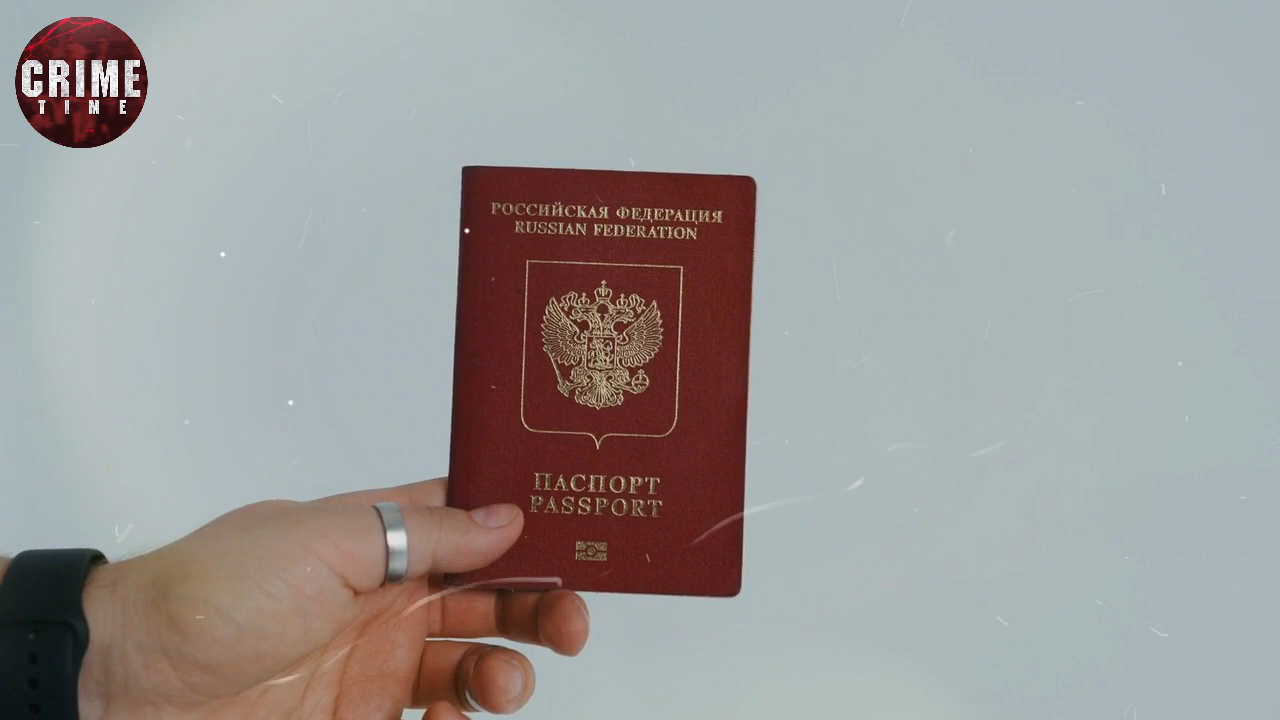 CRIME
TIME
РОССИЙСКАЯ ФЕДЕРАЦИЯ
RUSSIAN FEDERATION
ПАСПОРТ
PASSPORT